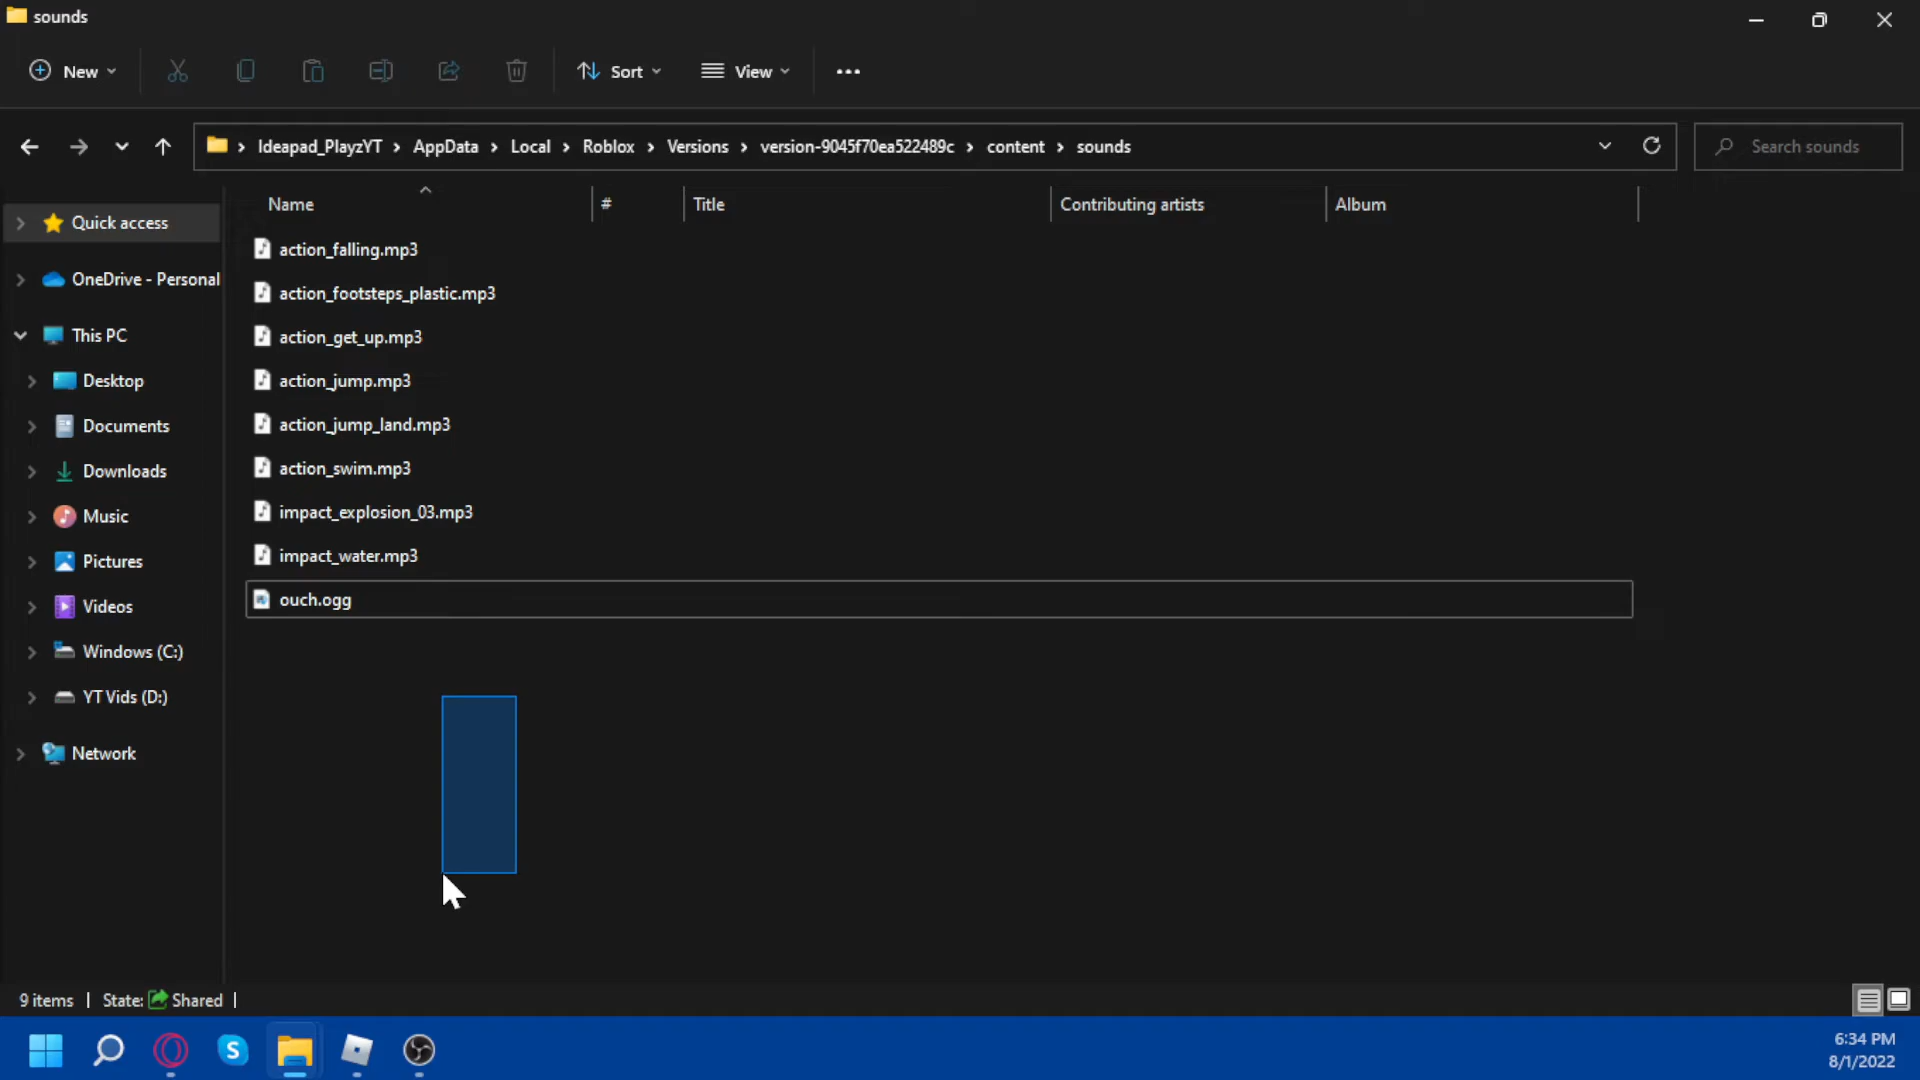 sounds
New
Sort
View
Ideapad_PlayzYT > AppData > Local > Roblox > Versions > version-9045f70ea522489c > content > sounds
Search sounds
Name
#
Title
Contributing artists
Album
Quick access
OneDrive - Personal
This PC
Desktop
Documents
Downloads
Music
Pictures
Videos
Windows (C:)
YT Vids (D:)
Network
action_falling.mp3
action_footsteps_plastic.mp3
action_get_up.mp3
action_jump.mp3
action_jump_land.mp3
action_swim.mp3
impact_explosion_03.mp3
impact_water.mp3
ouch.ogg
9 items
State: Shared
S
6:34 PM
8/1/2022